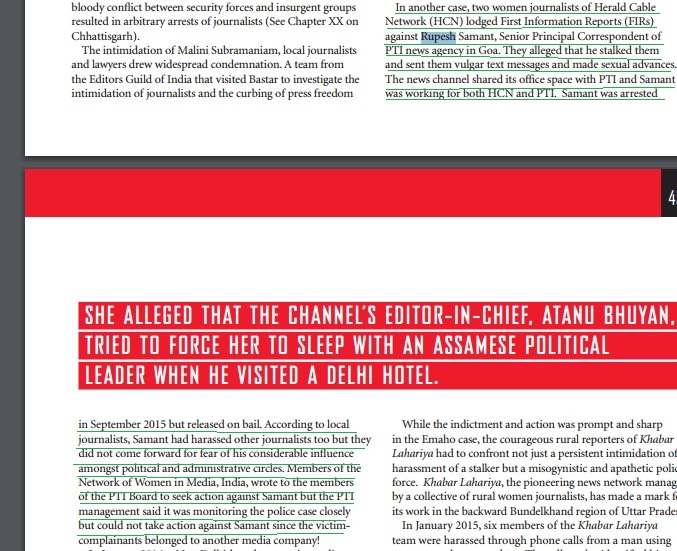 bloody conflict between security forces and insurgent groups
resulted in arbitrary arrests of journalists (See Chapter XX on
Chhattisgarh).
The intimidation of Malini Subramaniam, local journalists
and lawyers drew widespread condemnation. A team from
the Editors Guild of India that visited Bastar to investigate the
intimidation of journalists and the curbing of press freedom
In another case, two women journalists of Herald Cable
Network (HCN) lodged First Information Reports (FIRs)
against Rupesh Samant, Senior Principal Correspondent of
PTI news agency in Goa. They alleged that he stalked them
and sent them vulgar text messages and made sexual advances.
The news channel shared its office space with PTI and Samant
was working for both HCN and PTI. Samant was arrested
SHE ALLEGED THAT THE CHANNEL'S EDITOR-IN-CHIEF, ATANU BHUYAN,
TRIED TO FORCE HER TO SLEEP WITH AN ASSAMESE POLITICAL
LEADER WHEN HE VISITED A DELHI HOTEL.
in September 2015 but released on bail. According to local
journalists, Samant had harassed other journalists too but they
did not come forward for fear of his considerable influence
amongst political and administrative circles. Members of the
Network of Women in Media, India, wrote to the members
of the PTI Board to seek action against Samant but the PTI
management said it was monitoring the police case closely
but could not take action against Samant since the victim-
complainants belonged to another media company!
While the indictment and action was prompt and sharp
in the Emaho case, the courageous rural reporters of Khabar
Lahariya had to confront not just a persistent intimidation of
harassment of a stalker but a misogynistic and apathetic
force. Khabar Lahariya, the pioneering news network
by a collective of rural women journalists, has made a mark
its work in the backward Bundelkhand region of Uttar
In January 2015, six members of the Khabar Lahariya
team were harassed through phone calls from a man using